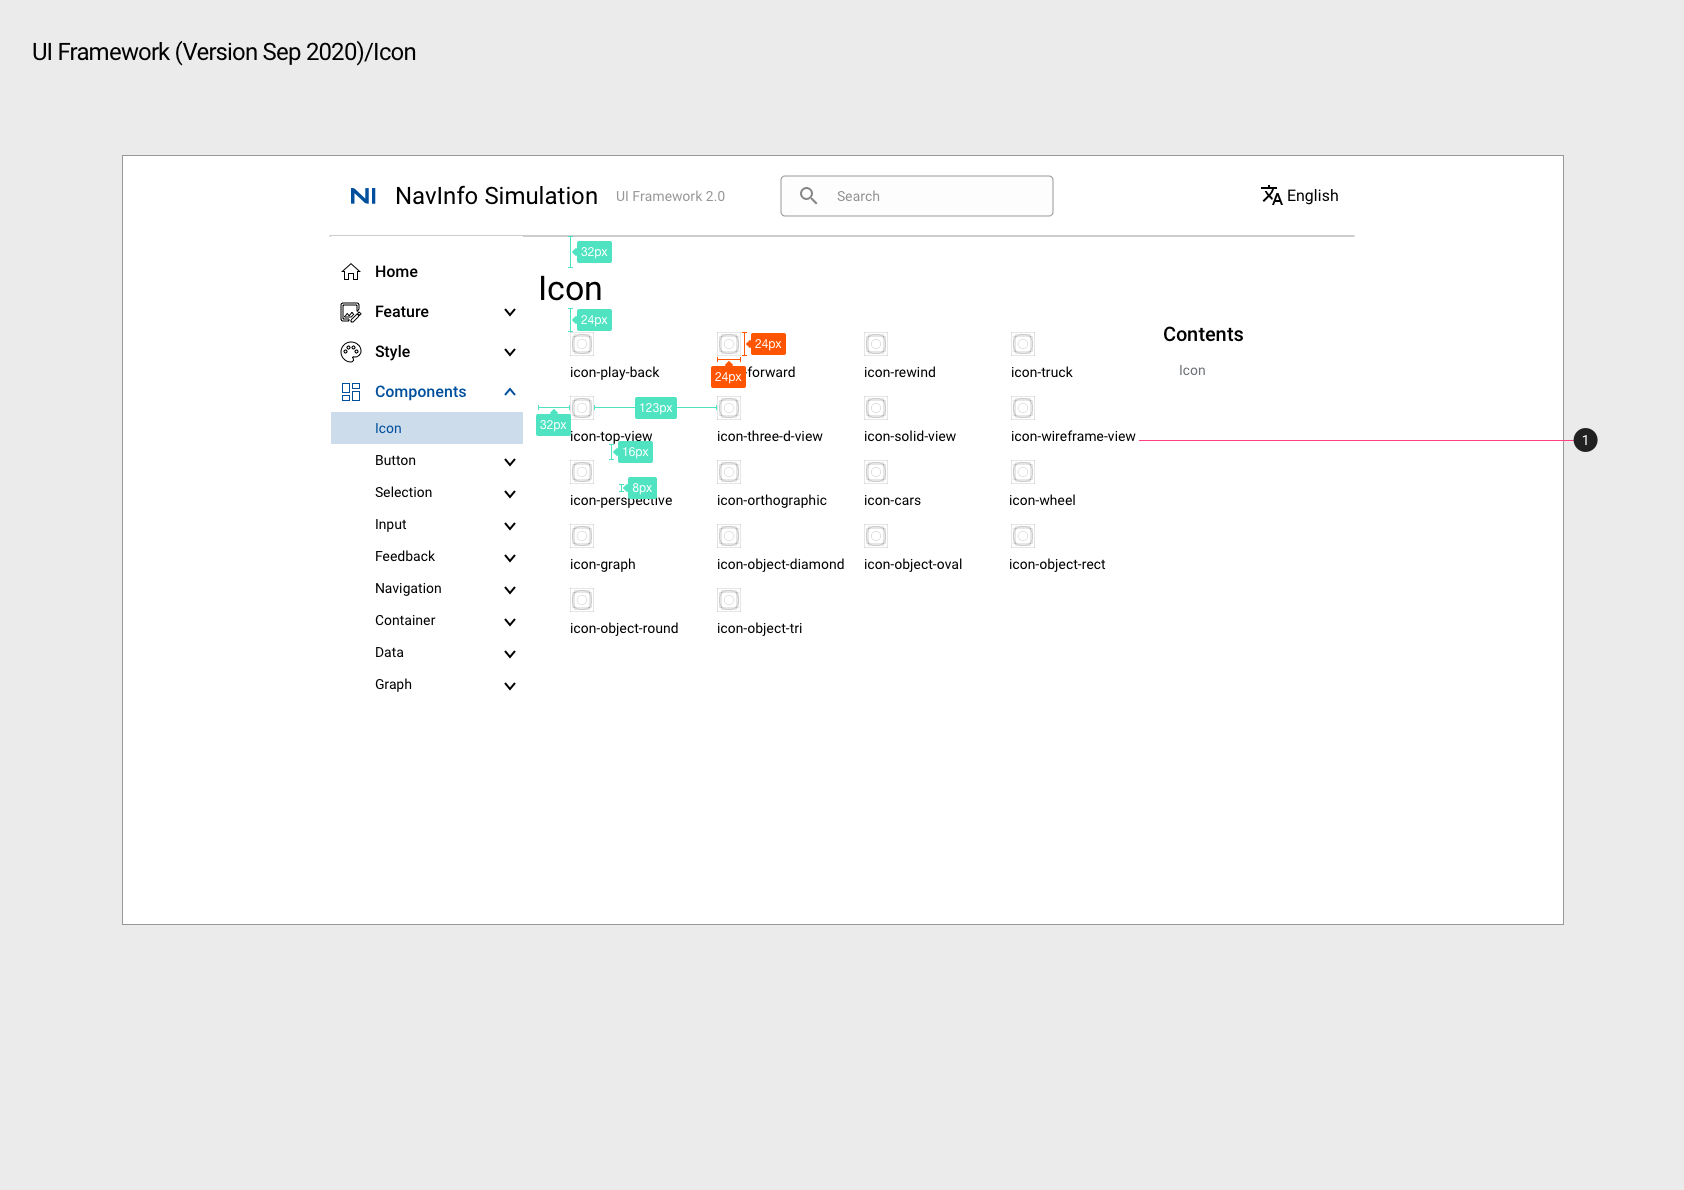 UI Framework (Version Sep 2020)/Icon
NI NavInfo Simulation UI Framework 2.0 Search English
32px
Home
Icon
Feature
24px
Contents
24px
Style
icon-play-back 24px -forward icon-rewind icon-truck Icon
Components
32px 123px
Icon
icon-top-view icon-three-d-view icon-solid-view icon-wireframe-view 1
16px
Button
8px
Selection
icon-perspective icon-orthographic icon-cars icon-wheel
Input
Feedback
icon-graph icon-object-diamond icon-object-oval icon-object-rect
Navigation
Container
icon-object-round icon-object-tri
Data
Graph